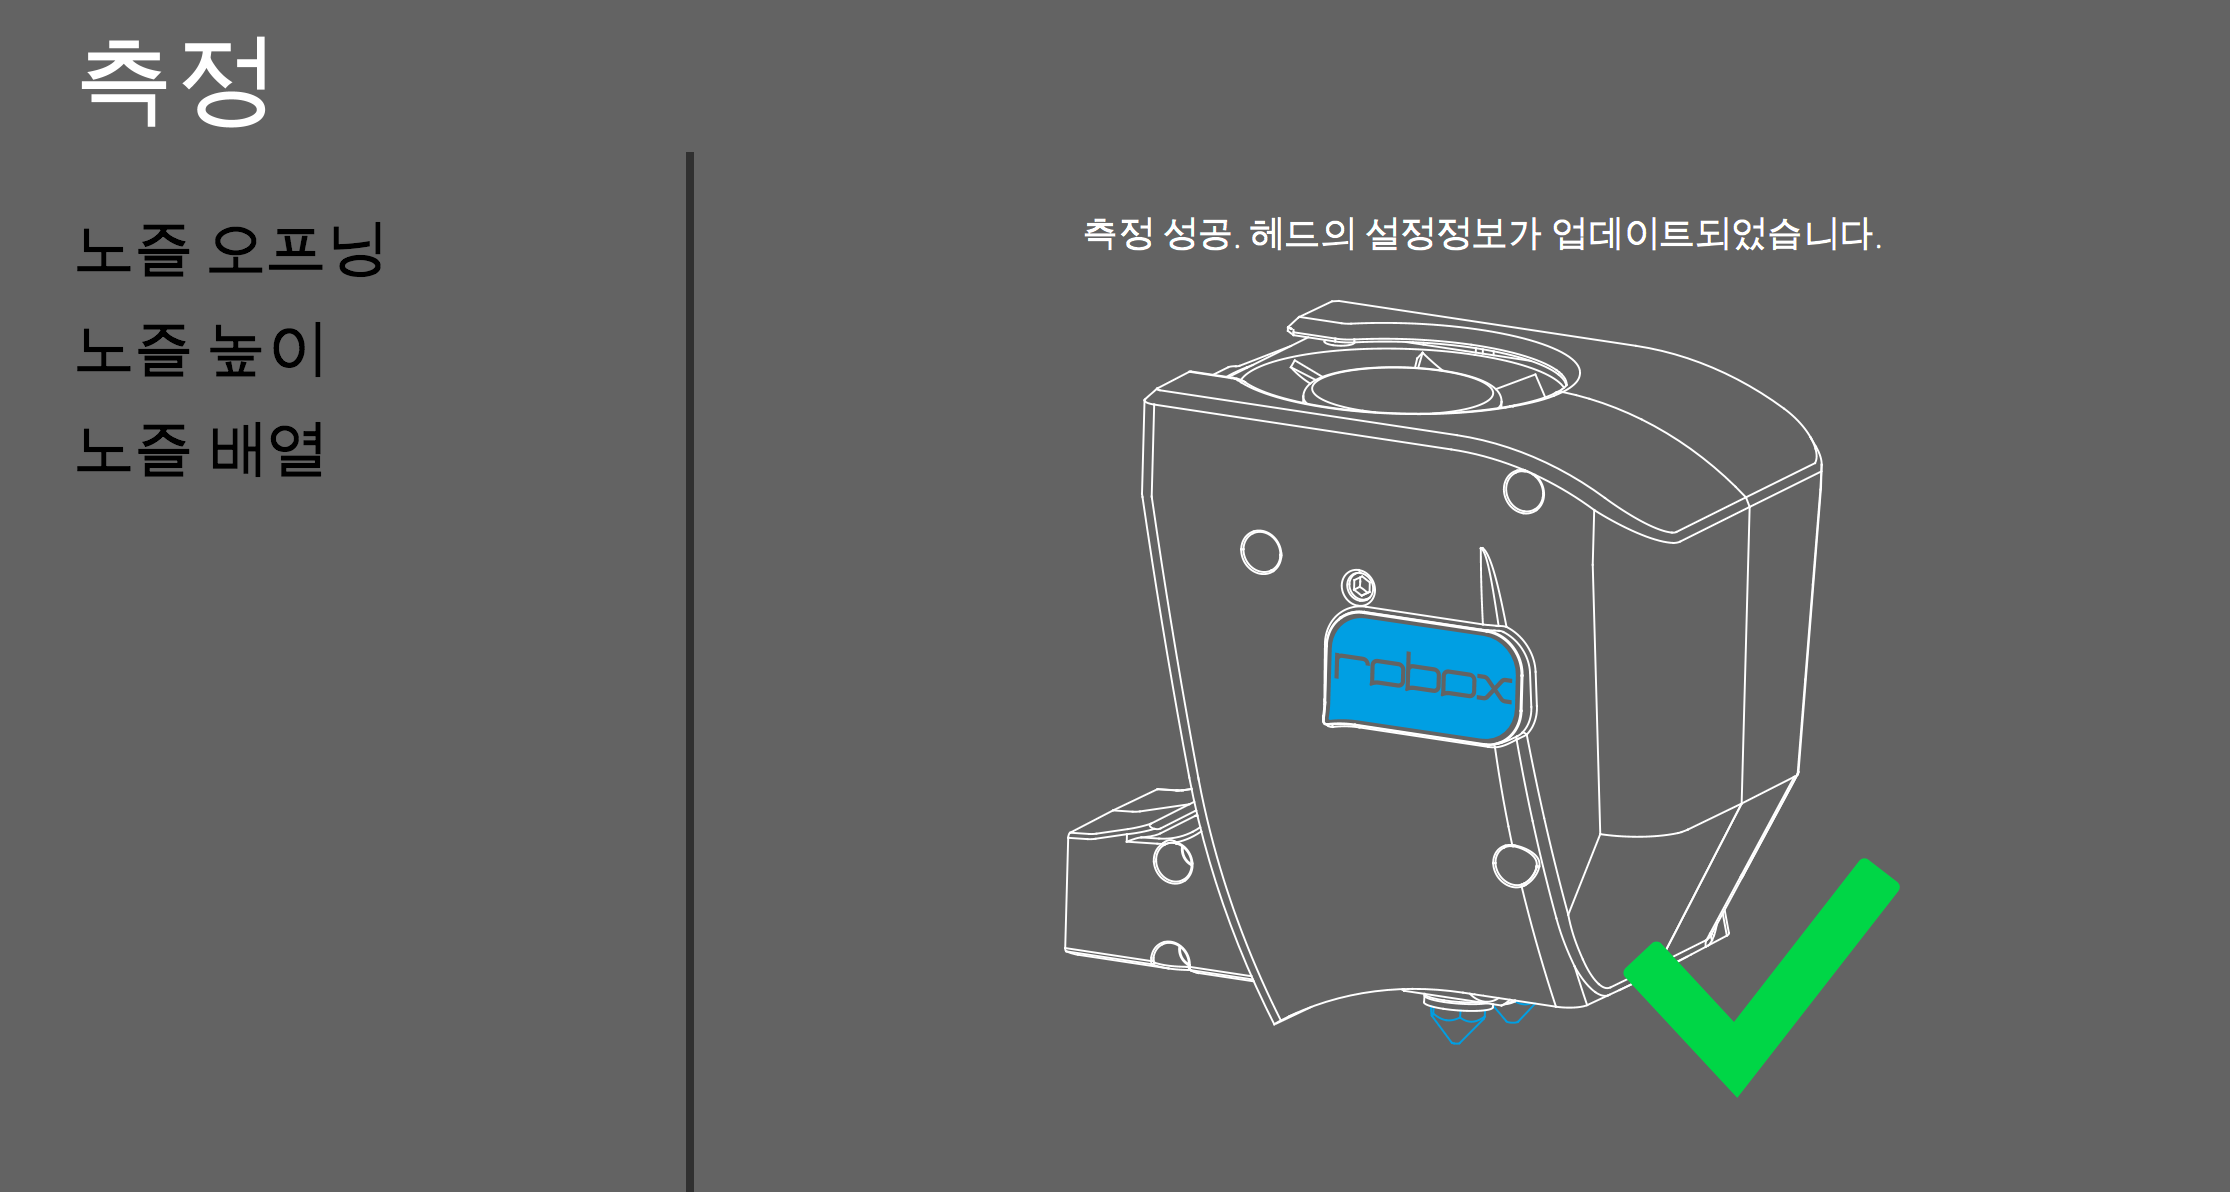 측정
노즐 오프닝
노즐 높이
노즐 배열
측정 성공. 헤드의 설정정보가 업데이트되었습니다.
robox